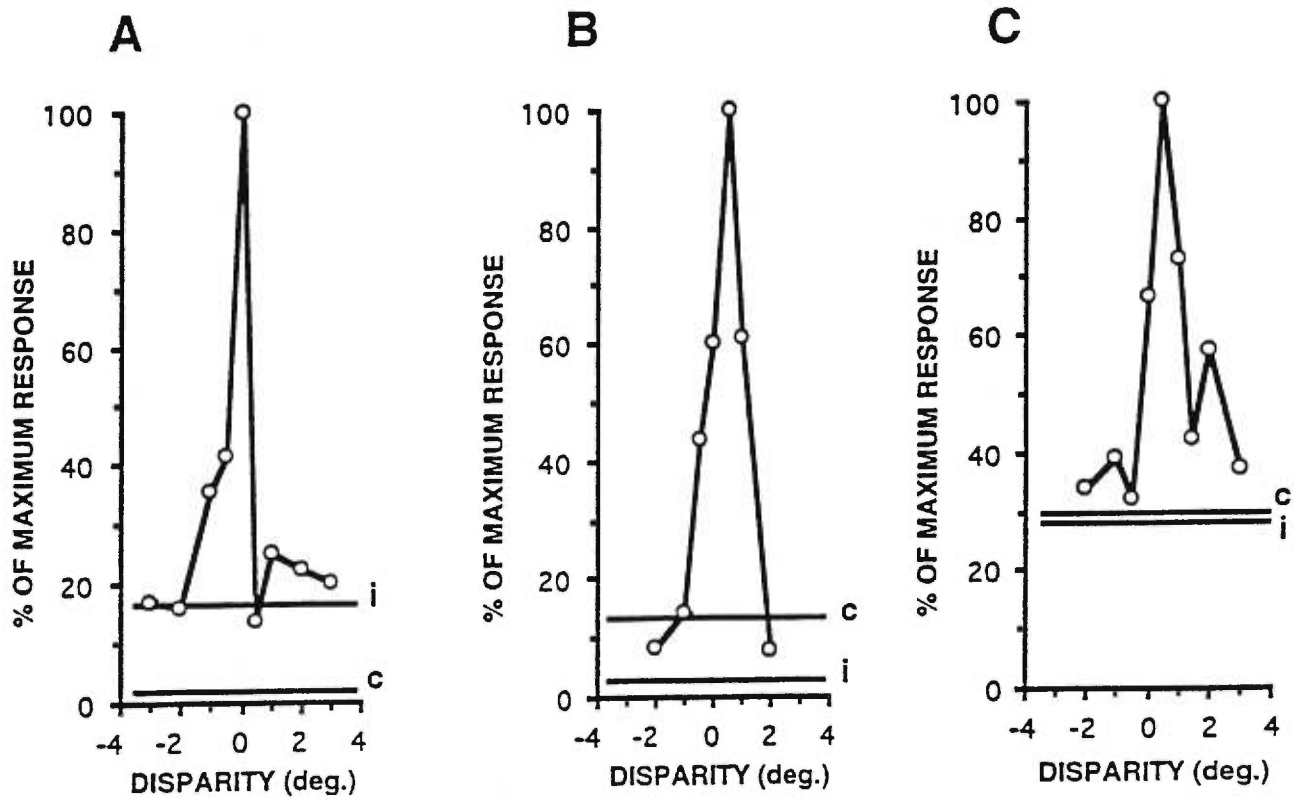 A
B
C
% OF MAXIMUM RESPONSE
100
80
60
40
20
0
-4
-2
0
2
4
DISPARITY (deg.)
i
c
% OF MAXIMUM RESPONSE
100
80
60
40
20
0
-4
-2
0
2
4
DISPARITY (deg.)
c
i
% OF MAXIMUM RESPONSE
100
80
60
40
20
0
-4
-2
0
2
4
DISPARITY (deg.)
c
i